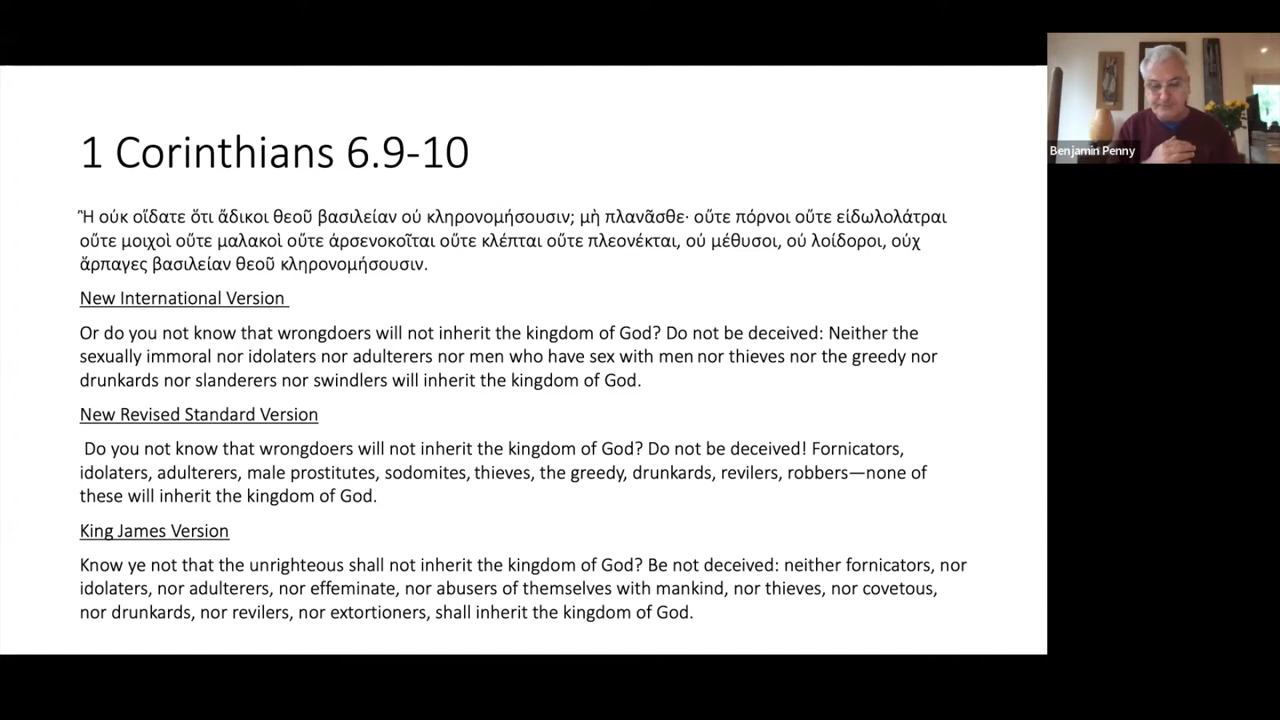 1 Corinthians 6.9-10
Ἢ οὐκ οἴδατε ὅτι ἄδικοι θεοῦ βασιλείαν οὐ κληρονομήσουσιν; μὴ πλανᾶσθε· οὔτε πόρνοι οὔτε εἰδωλολάτραι
οὔτε μοιχοὶ οὔτε μαλακοὶ οὔτε ἀρσενοκοῖται οὔτε κλέπται οὔτε πλεονέκται, οὐ μέθυσοι, οὐ λοίδοροι, οὐχ
ἅρπαγες βασιλείαν θεοῦ κληρονομήσουσιν.
New International Version
Or do you not know that wrongdoers will not inherit the kingdom of God? Do not be deceived: Neither the
sexually immoral nor idolaters nor adulterers nor men who have sex with men nor thieves nor the greedy nor
drunkards nor slanderers nor swindlers will inherit the kingdom of God.
New Revised Standard Version
Do you not know that wrongdoers will not inherit the kingdom of God? Do not be deceived! Fornicators,
idolaters, adulterers, male prostitutes, sodomites, thieves, the greedy, drunkards, revilers, robbers—none of
these will inherit the kingdom of God.
King James Version
Know ye not that the unrighteous shall not inherit the kingdom of God? Be not deceived: neither fornicators, nor
idolaters, nor adulterers, nor effeminate, nor abusers of themselves with mankind, nor thieves, nor covetous,
nor drunkards, nor revilers, nor extortioners, shall inherit the kingdom of God.
Benjamin Penny